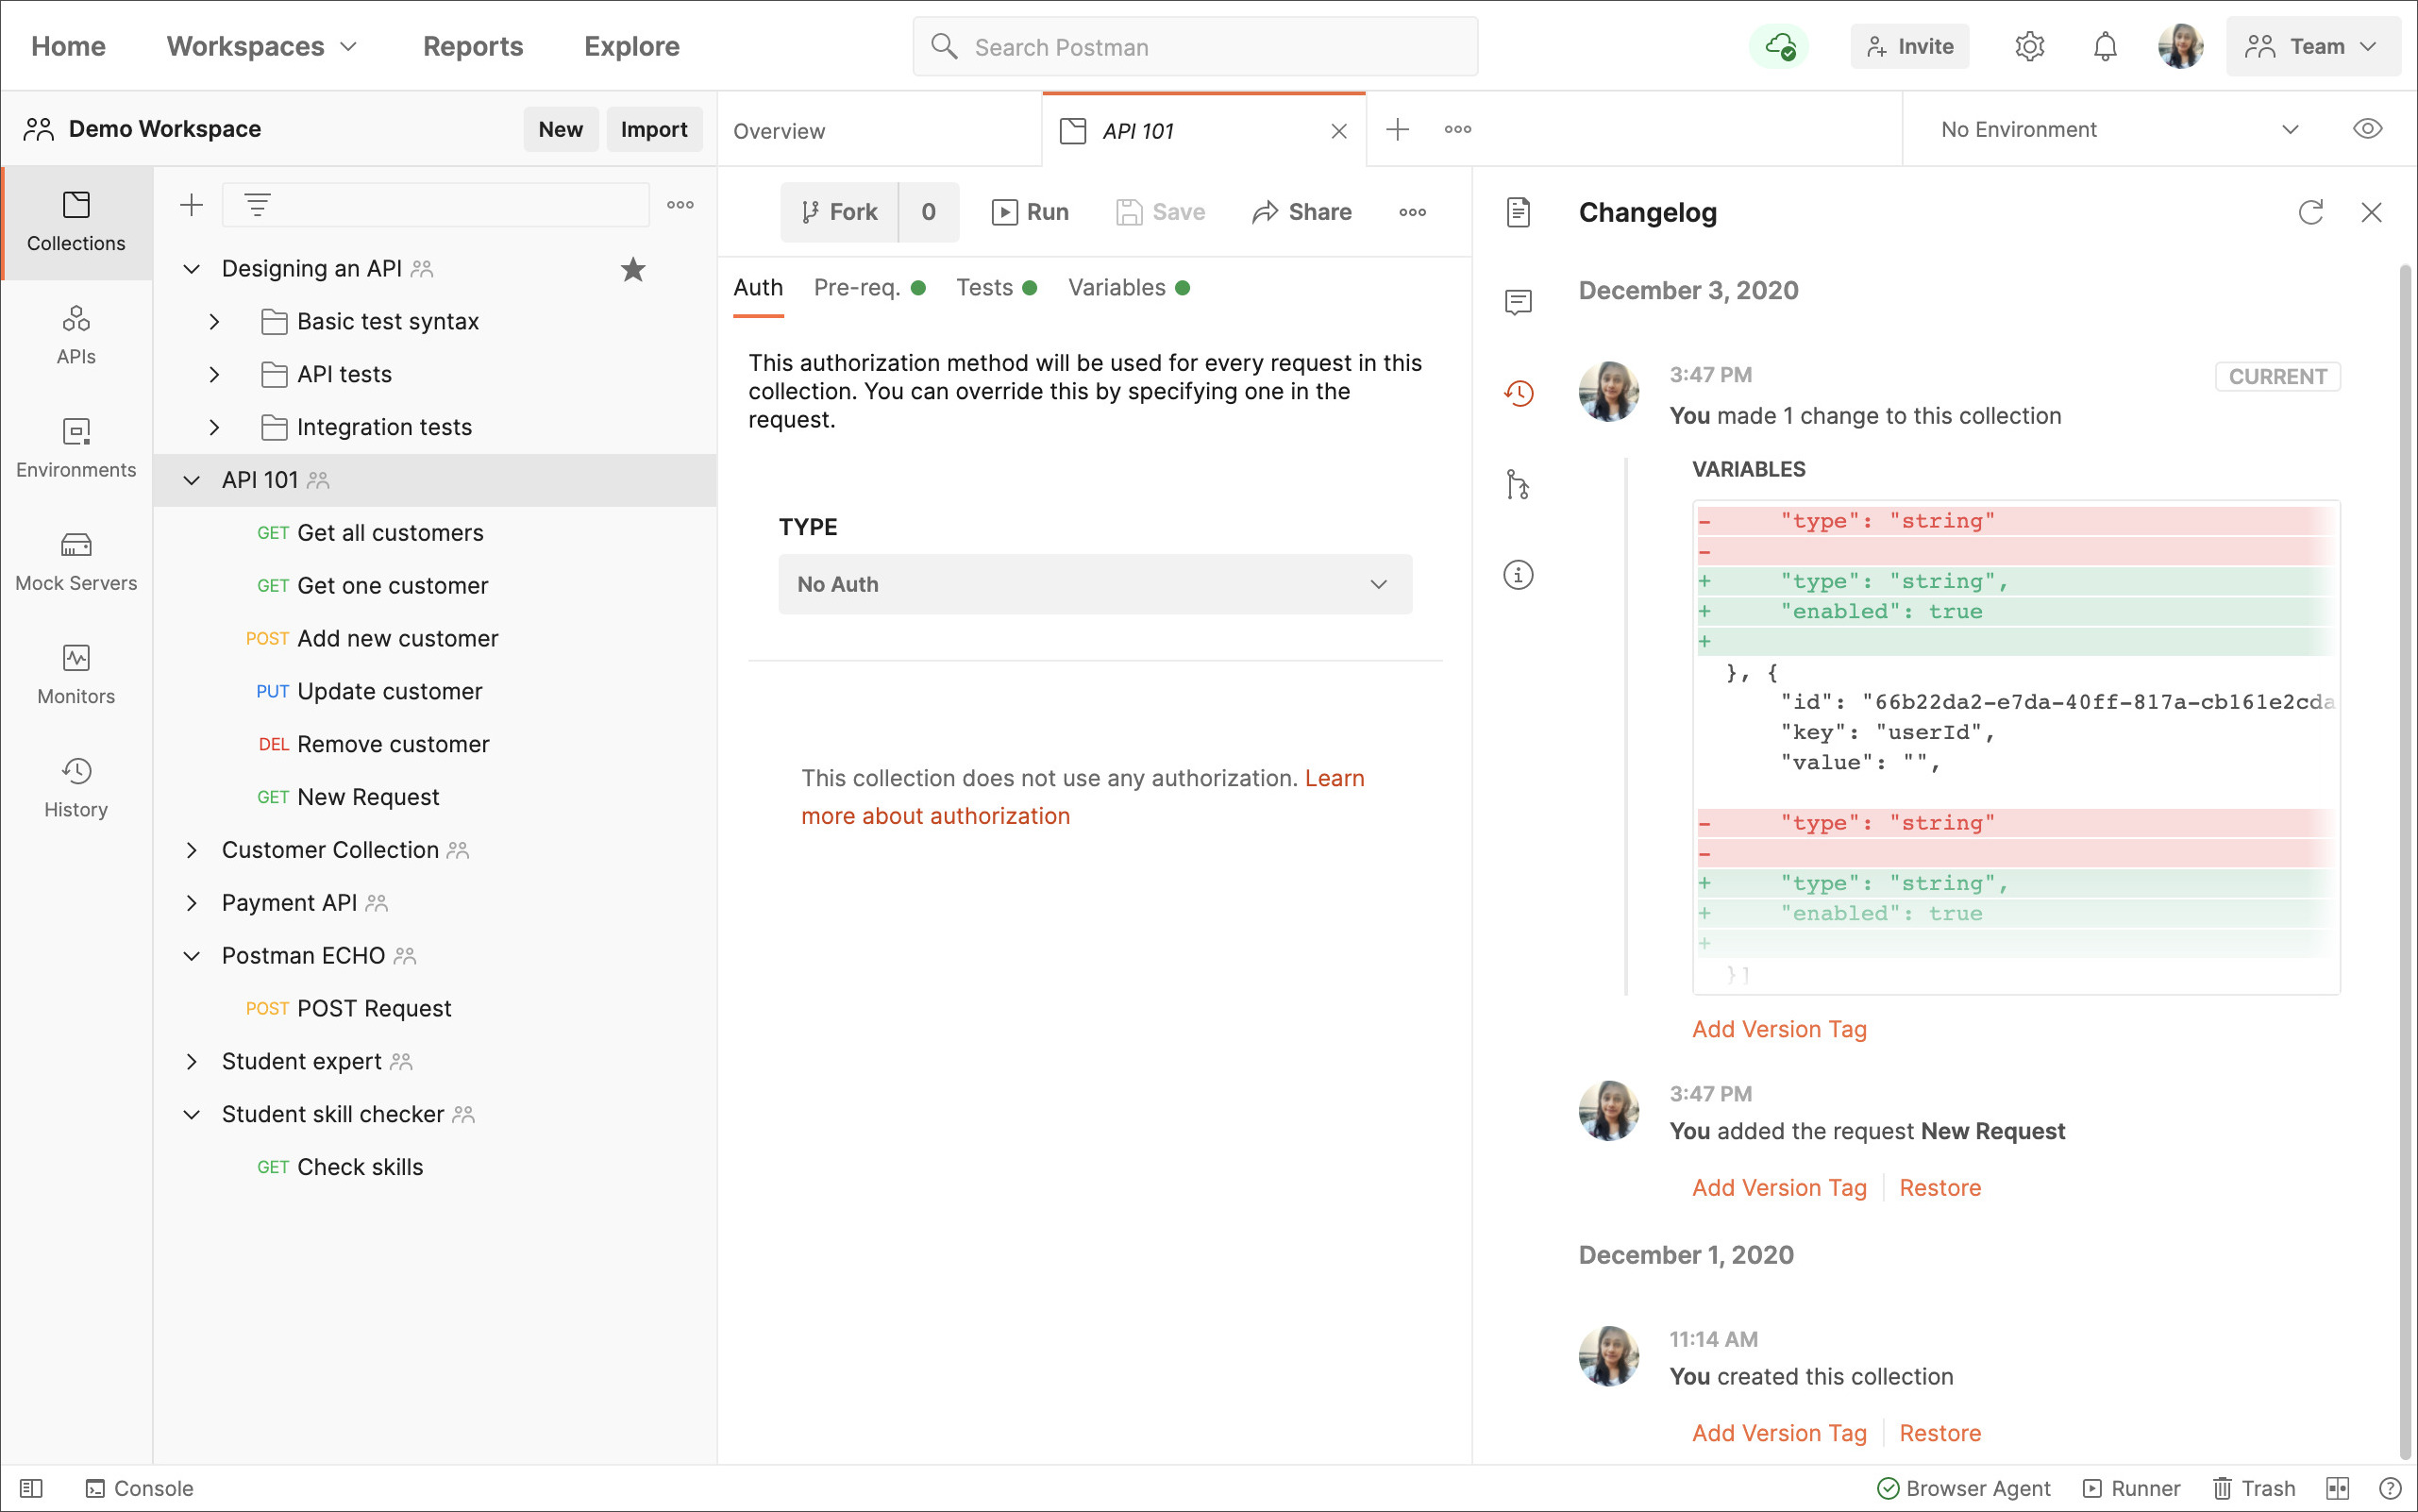 Home
Workspaces
Reports
Explore
Search Postman
Invite
Team
Demo Workspace
New
Import
Overview
API 101
No Environment
Collections
APIs
Environments
Mock Servers
Monitors
History
Designing an API
Basic test syntax
API tests
Integration tests
API 101
GET Get all customers
GET Get one customer
POST Add new customer
PUT Update customer
DEL Remove customer
GET New Request
Customer Collection
Payment API
Postman ECHO
POST POST Request
Student expert
Student skill checker
GET Check skills
Fork 0
Run
Save
Share
Auth
Pre-req.
Tests
Variables
This authorization method will be used for every request in this
collection. You can override this by specifying one in the
request.
TYPE
No Auth
This collection does not use any authorization. Learn
more about authorization
Changelog
December 3, 2020
3:47 PM
CURRENT
You made 1 change to this collection
VARIABLES
- "type": "string"
-
+ "type": "string",
+ "enabled": true
+
}, {
"id": "66b22da2-e7da-40ff-817a-cb161e2cda
"key": "userId",
"value": "",
- "type": "string"
-
+ "type": "string",
+ "enabled": true
+
}]
Add Version Tag
3:47 PM
You added the request New Request
Add Version Tag
Restore
December 1, 2020
11:14 AM
You created this collection
Add Version Tag
Restore
Console
Browser Agent
Runner
Trash